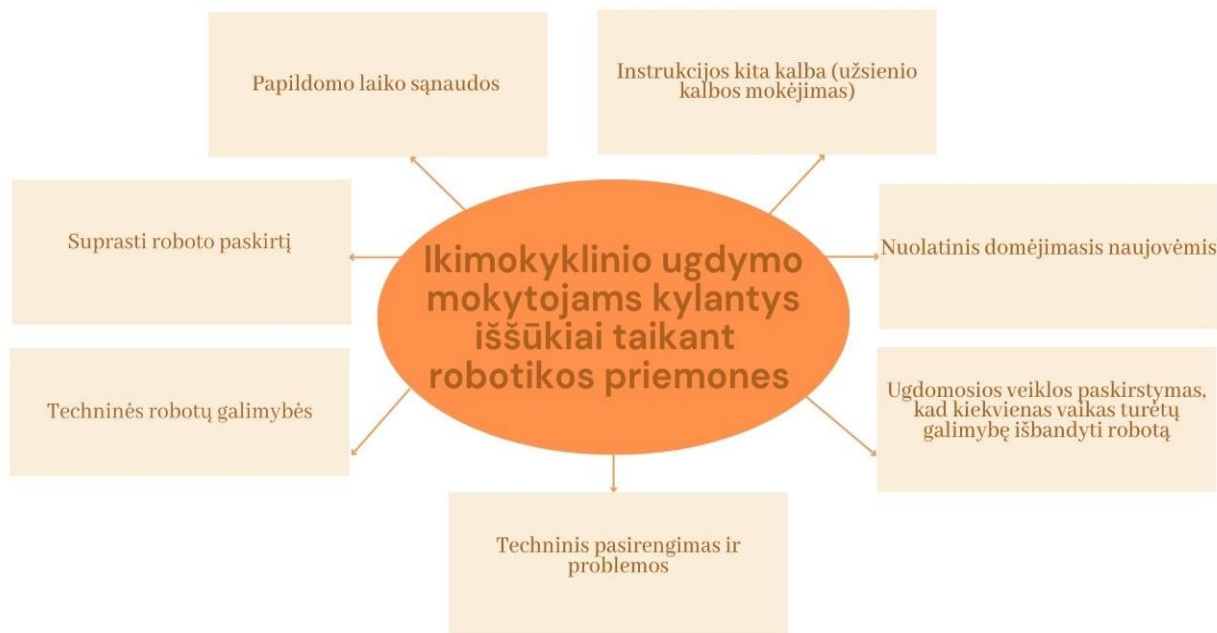 Papildomo laiko sąnaudos
Instrukcijos kita kalba (užsienio
kalbos mokėjimas)
Suprasti roboto paskirtį
Ikimokyklinio ugdymo
mokytojams kylantys
iššūkiai taikant
robotikos priemones
Nuolatinis domėjimasis naujovėmis
Techninės robotų galimybės
Ugdomosios veiklos paskirstymas,
kad kiekvienas vaikas turėtų
galimybę išbandyti robotą
Techninis pasirengimas ir
problemos